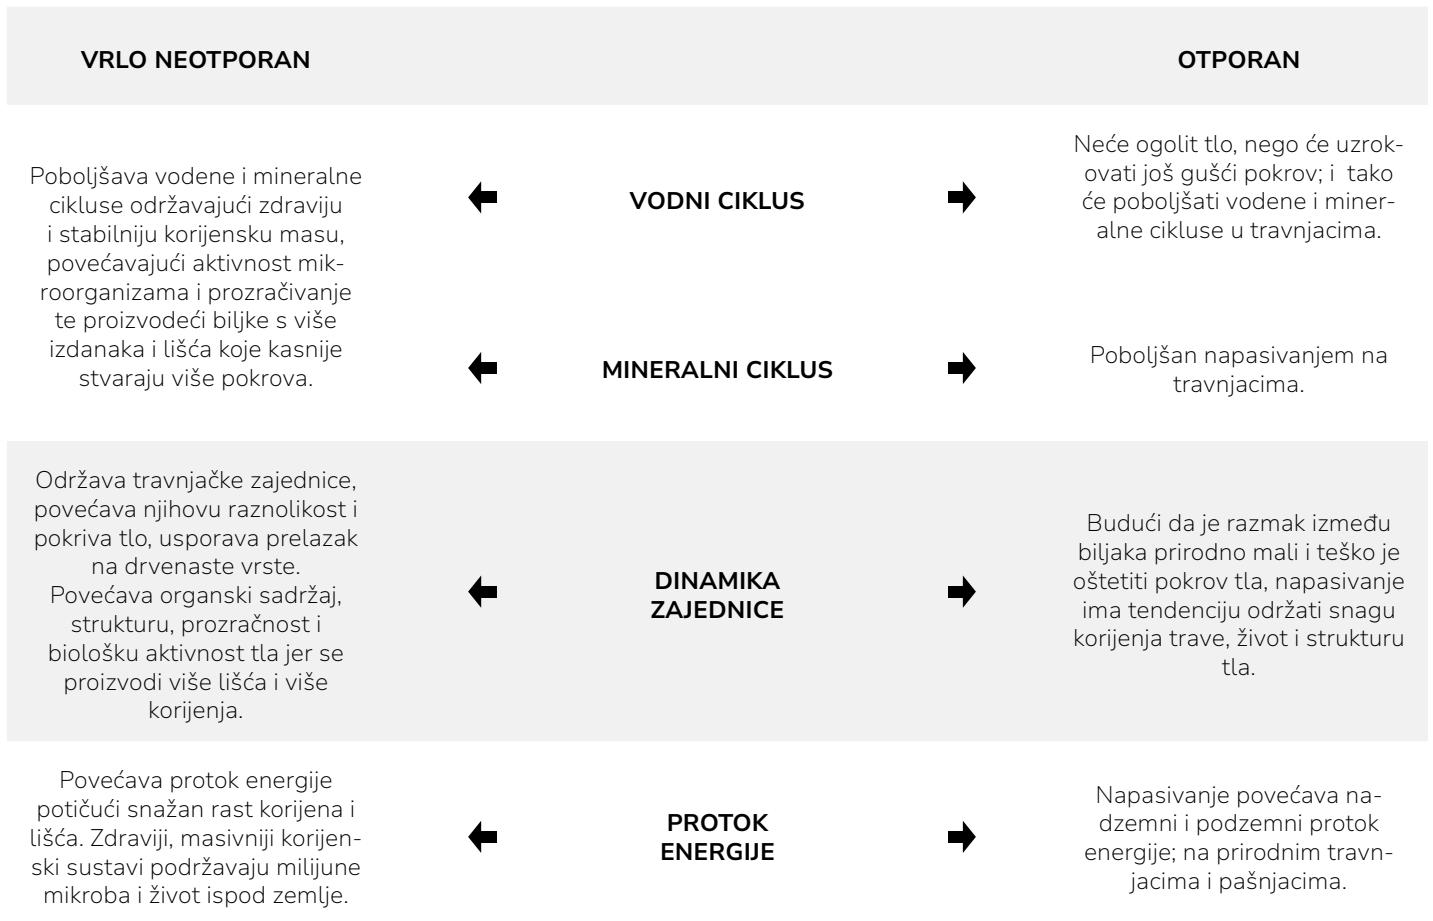 VRLO NEOTPORAN
OTPORAN
Poboljšava vodene i mineralne
cikluse održavajući zdraviju
i stabilniju korijensku masu,
povećavajući aktivnost mik-
roorganizama i prozračivanje
te proizvodeći biljke s više
izdanaka i lišća koje kasnije
stvaraju više pokrova.
VODNI CIKLUS
Neće ogolit tlo, nego će uzrok-
ovati još gušći pokrov; i tako
će poboljšati vodene i miner-
alne cikluse u travnjacima.
MINERALNI CIKLUS
Poboljšan napasivanjem na
travnjacima.
Održava travnjačke zajednice,
povećava njihovu raznolikost i
pokriva tlo, usporava prelazak
na drvenaste vrste.
Povećava organski sadržaj,
strukturu, prozračnost i
biološku aktivnost tla jer se
proizvodi više lišća i više
korijenja.
DINAMIKA
ZAJEDNICE
Budući da je razmak između
biljaka prirodno mali i teško je
oštetiti pokrov tla, napasivanje
ima tendenciju održati snagu
korijenja trave, život i strukturu
tla.
Povećava protok energije
potičući snažan rast korijena i
lišća. Zdraviji, masivniji korijen-
ski sustavi podržavaju milijune
mikroba i život ispod zemlje.
PROTOK
ENERGIJE
Napasivanje povećava na-
dzemni i podzemni protok
energije; na prirodnim travn-
jacima i pašnjacima.